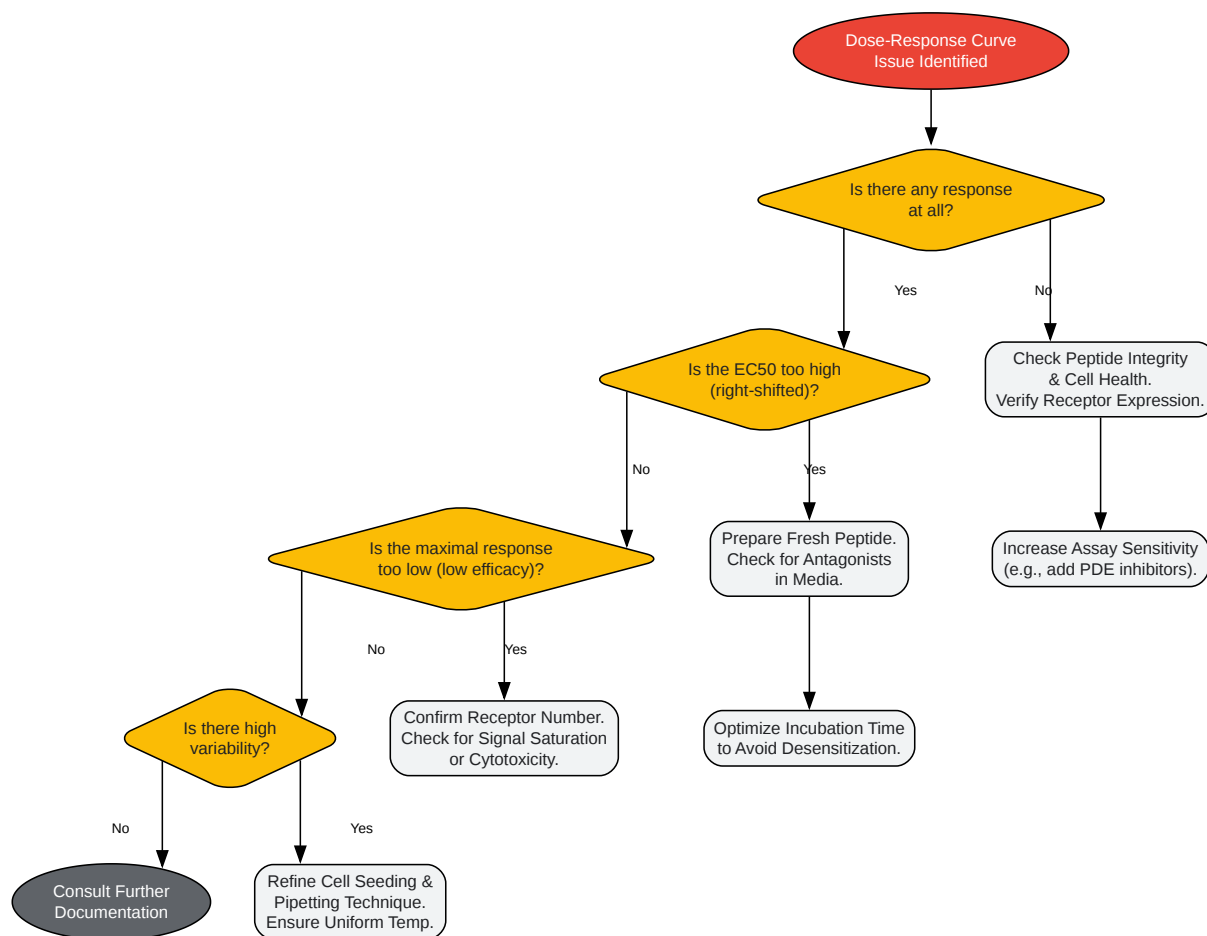 Dose-Response Curve
Issue Identified
Is there any response
at all?
Yes
No
Is the EC50 too high
(right-shifted)?
Check Peptide Integrity
& Cell Health.
Verify Receptor Expression.
No
Yes
Is the maximal response
too low (low efficacy)?
Prepare Fresh Peptide.
Check for Antagonists
in Media.
Increase Assay Sensitivity
(e.g., add PDE inhibitors).
No
Yes
Is there high
variability?
Confirm Receptor Number.
Check for Signal Saturation
or Cytotoxicity.
Optimize Incubation Time
to Avoid Desensitization.
No
Yes
Consult Further
Documentation
Refine Cell Seeding &
Pipetting Technique.
Ensure Uniform Temp.